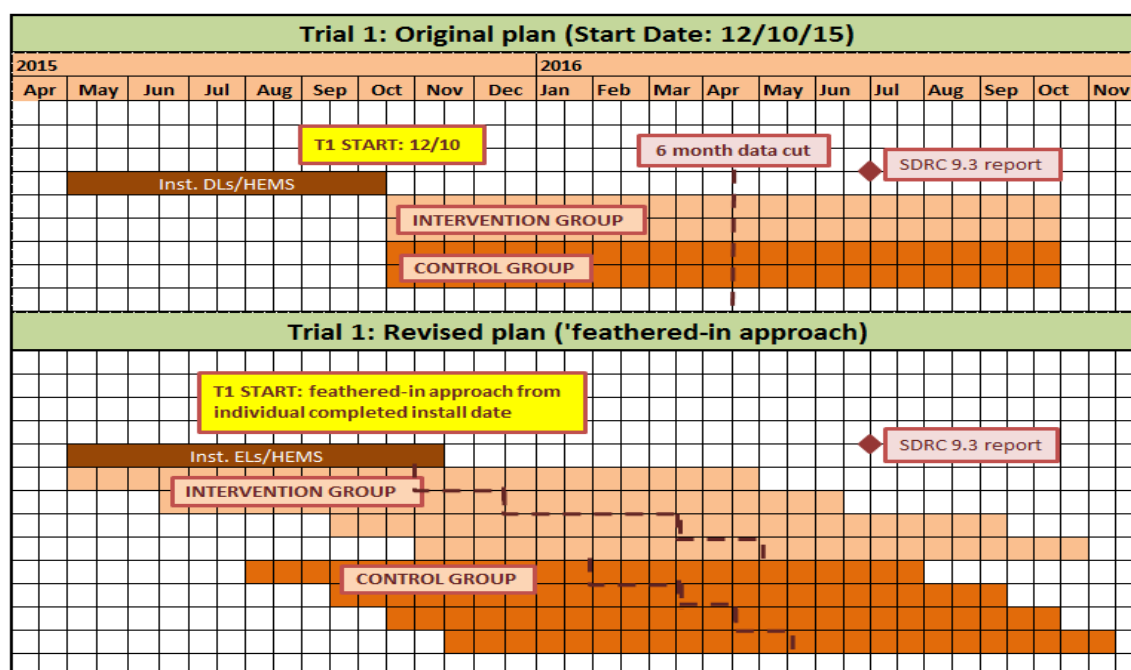 Trial 1: Original plan (Start Date: 12/10/15)
2015 2016
Apr May Jun Jul Aug Sep Oct Nov Dec Jan Feb Mar Apr May Jun Jul Aug Sep Oct Nov
T1 START: 12/10
6 month data cut
SDRC 9.3 report
Inst. DLs/HEMS
INTERVENTION GROUP
CONTROL GROUP
Trial 1: Revised plan ('feathered-in approach)
T1 START: feathered-in approach from
individual completed install date
SDRC 9.3 report
Inst. ELs/HEMS
INTERVENTION GROUP
CONTROL GROUP